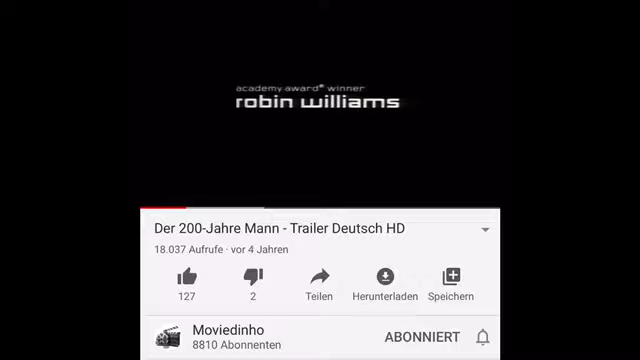 academy award® winner
robin williams
Der 200-Jahre Mann - Trailer Deutsch HD
18.037 Aufrufe · vor 4 Jahren
127
2
Teilen
Herunterladen
Speichern
Moviedinho
8810 Abonnenten
ABONNIERT